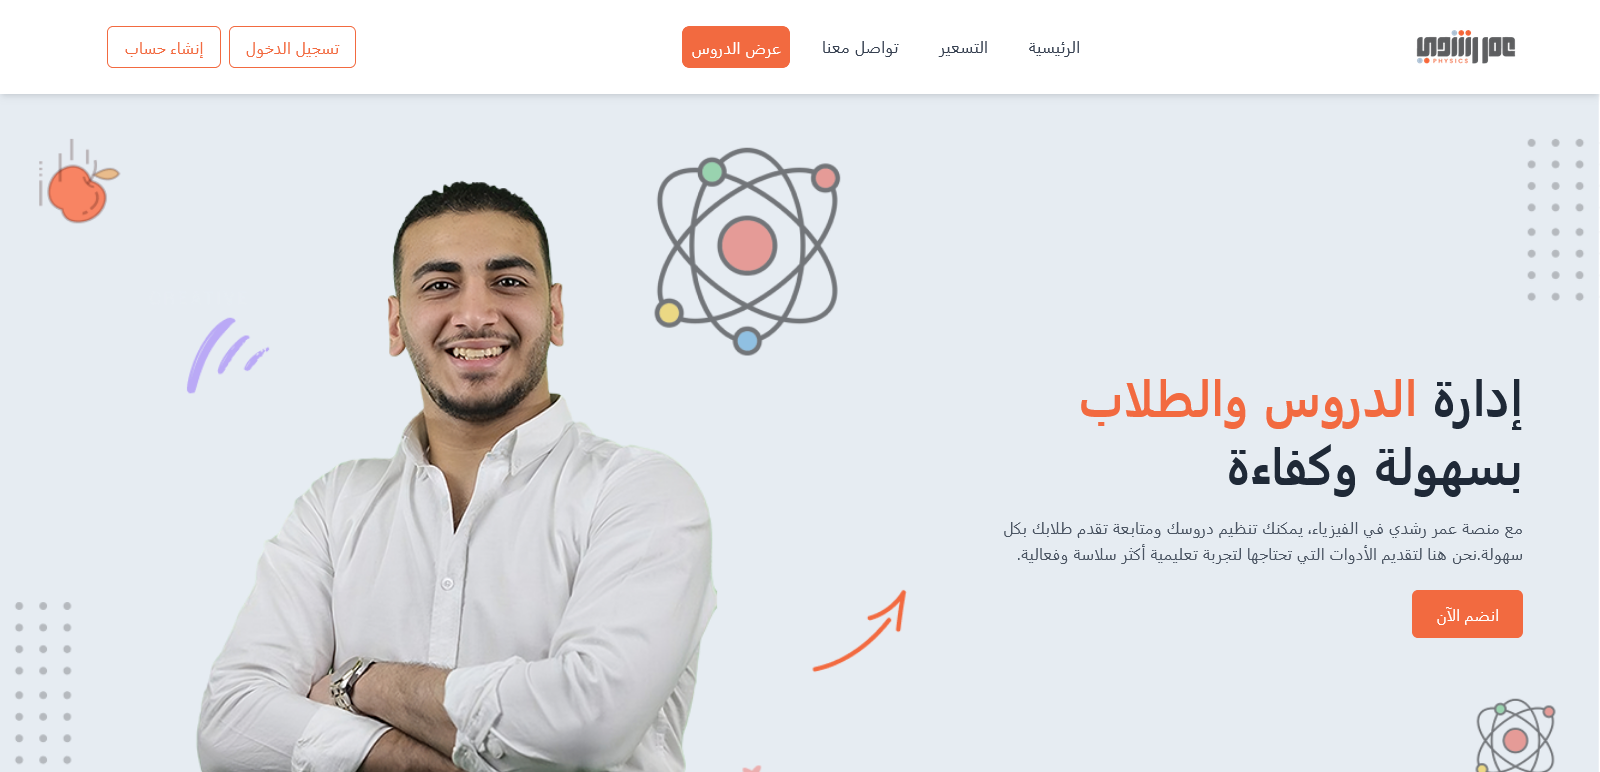 عمر رشدي
PHYSICS
الرئيسية
التسعير
تواصل معنا
عرض الدروس
تسجيل الدخول
إنشاء حساب
إدارة الدروس والطلاب
بسهولة وكفاءة
مع منصة عمر رشدي في الفيزياء، يمكنك تنظيم دروسك ومتابعة تقدم طلابك بكل
سهولة.نحن هنا لتقديم الأدوات التي تحتاجها لتجربة تعليمية أكثر سلاسة وفعالية.
انضم الآن